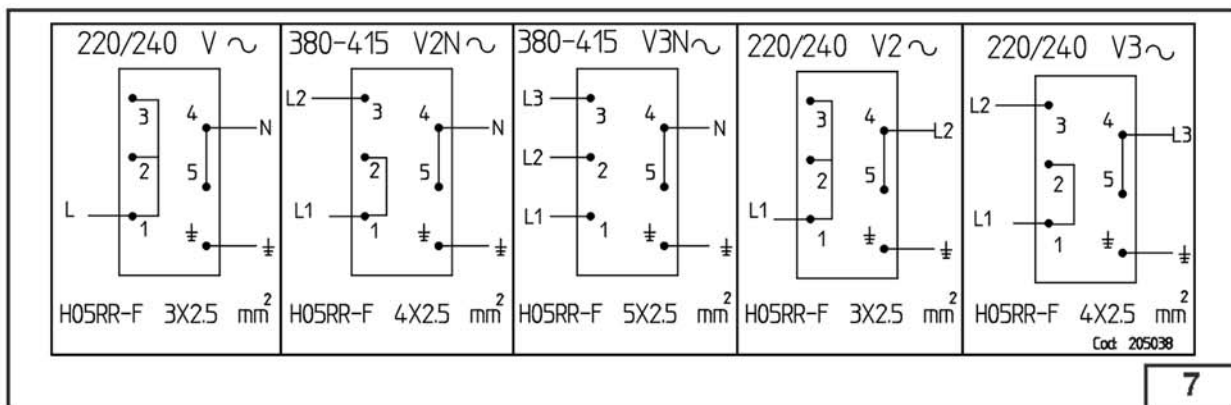 220/240 V ~
3 4
N
2 5
L
1 ⏚ ⏚
H05RR-F 3X2.5 mm²
380-415 V2N ~
L2
3 4
N
2 5
L1
1 ⏚ ⏚
H05RR-F 4X2.5 mm²
380-415 V3N ~
L3
3 4
N
L2
2 5
L1
1 ⏚ ⏚
H05RR-F 5X2.5 mm²
220/240 V2 ~
3 4
L2
2 5
L1
1 ⏚ ⏚
H05RR-F 3X2.5 mm²
220/240 V3 ~
L2
3 4
L3
2 5
L1
1 ⏚ ⏚
H05RR-F 4X2.5 mm²
Cod: 205038
7